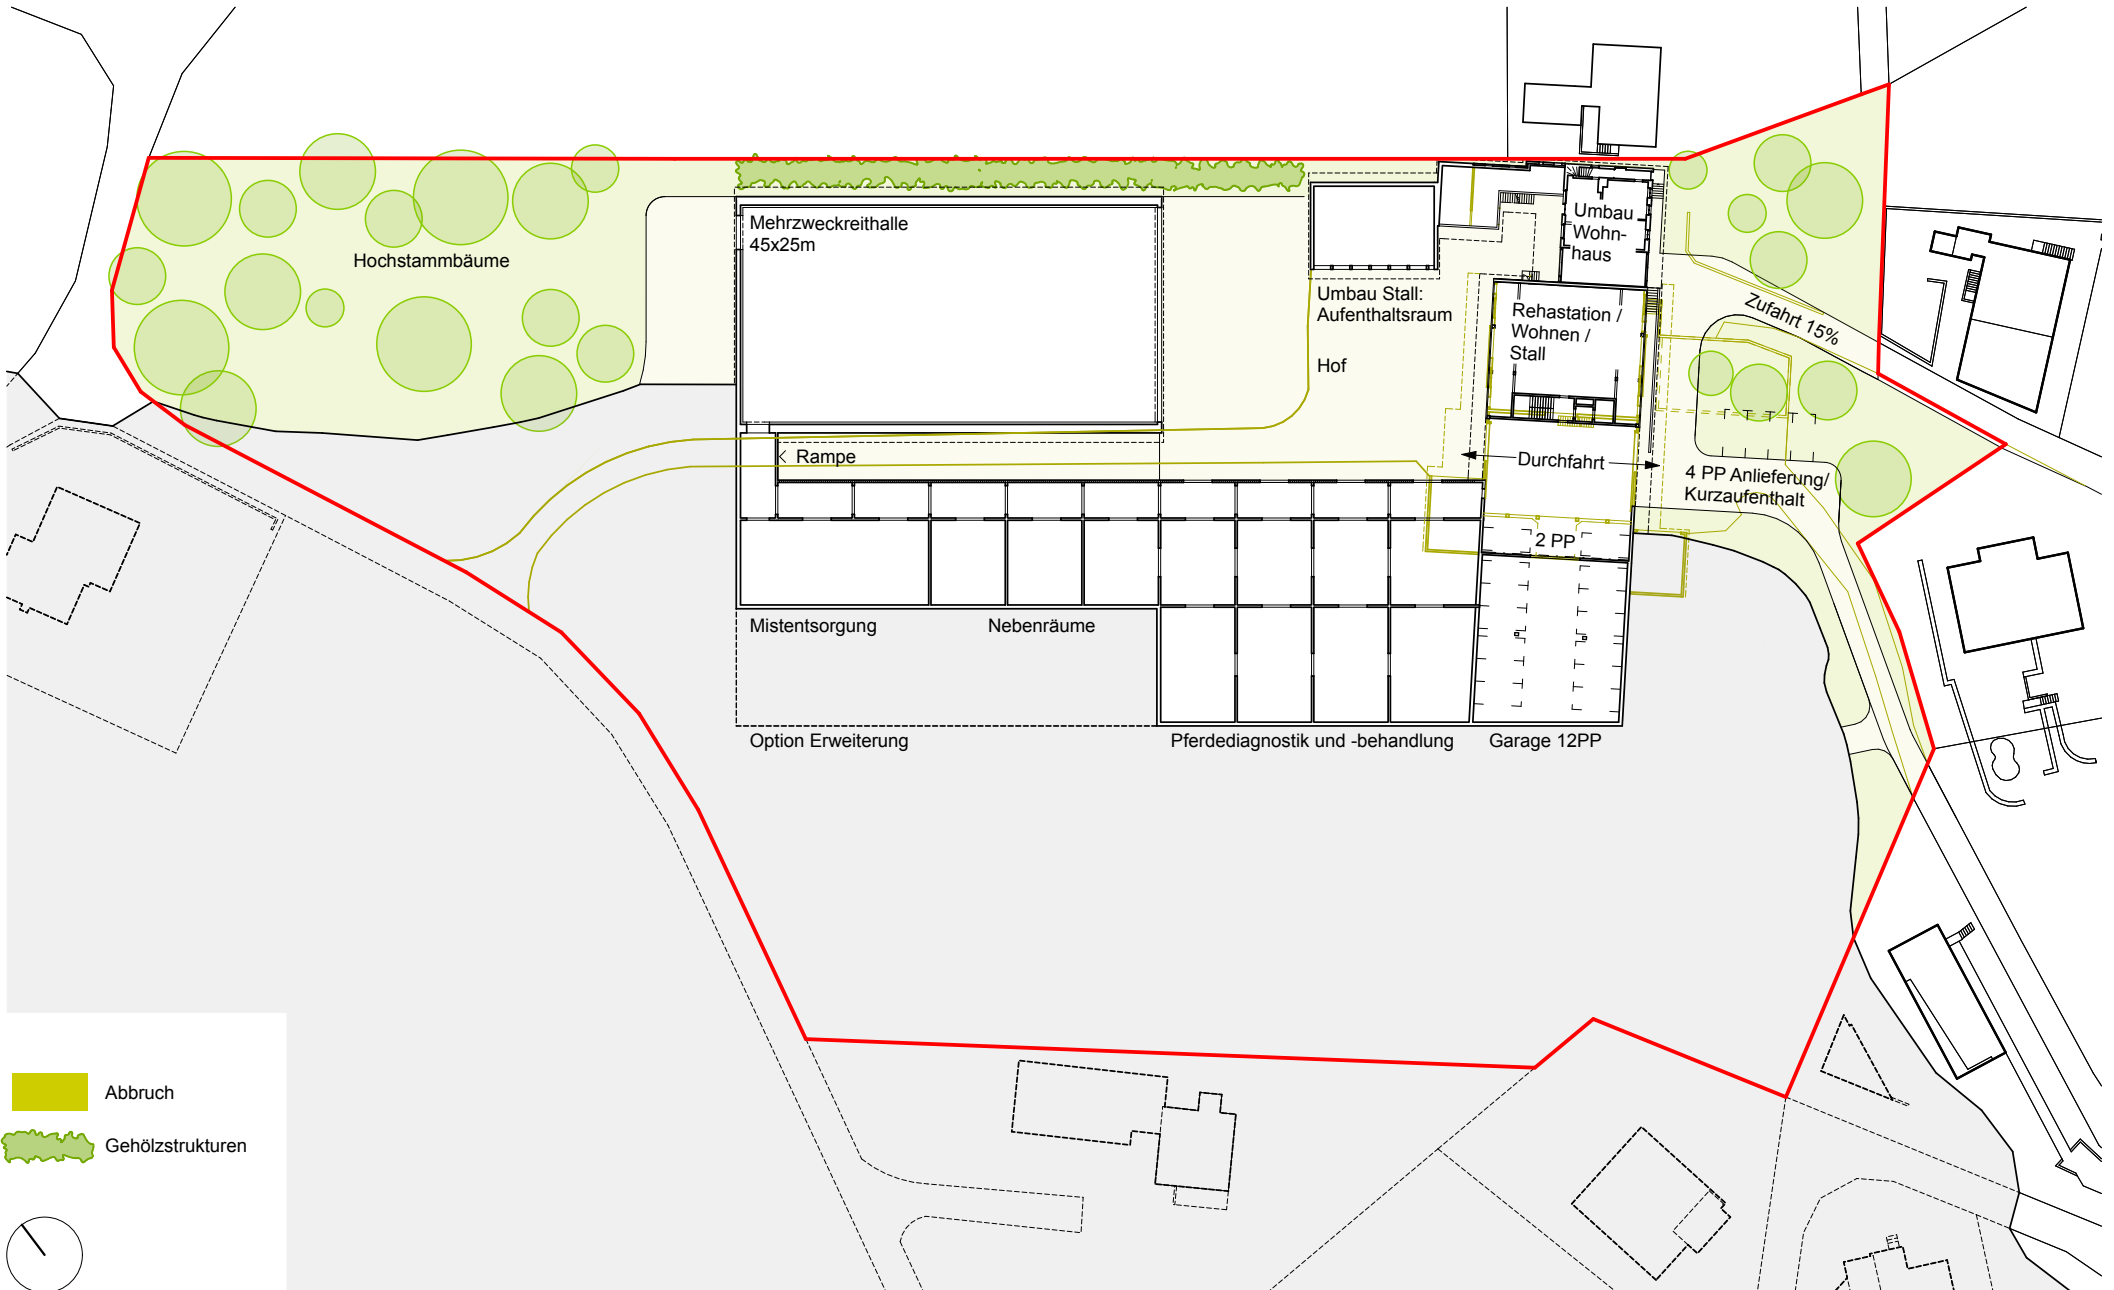 Mehrzweckreithalle
45x25m
Hochstammbäume
Umbau
Wohn-
haus
Umbau Stall:
Aufenthaltsraum
Rehastation /
Wohnen /
Stall
Zufahrt 15%
Hof
Rampe
Durchfahrt
4 PP Anlieferung/
Kurzaufenthalt
2 PP
Mistentsorgung
Nebenräume
Option Erweiterung
Pferdediagnostik und -behandlung
Garage 12PP
Abbruch
Gehölzstrukturen